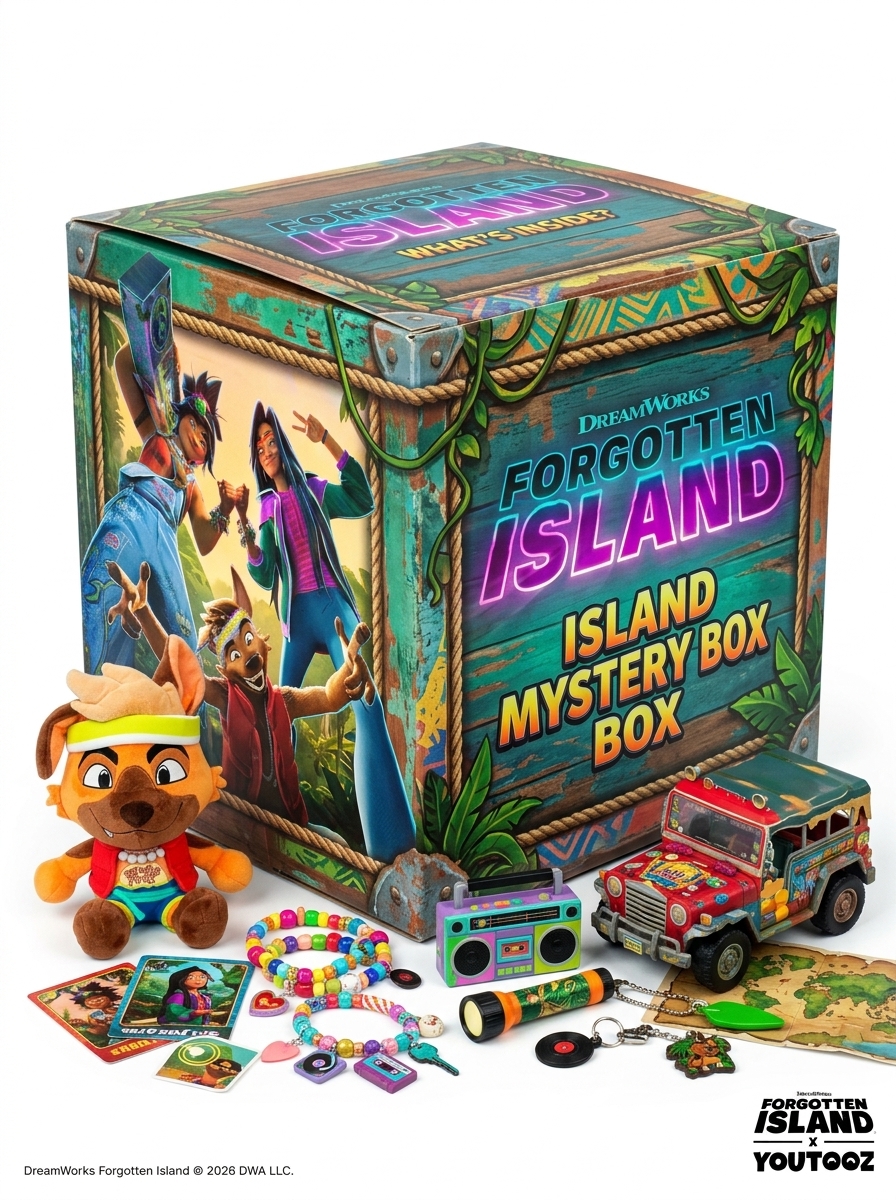 DREAMWORKS
FORGOTTEN
ISLAND
WHAT'S INSIDE?
DREAMWORKS
FORGOTTEN
ISLAND
ISLAND
MYSTERY BOX
BOX
FORGOTTEN
ISLAND
X
YOUTOOZ
DreamWorks Forgotten Island © 2026 DWA LLC.